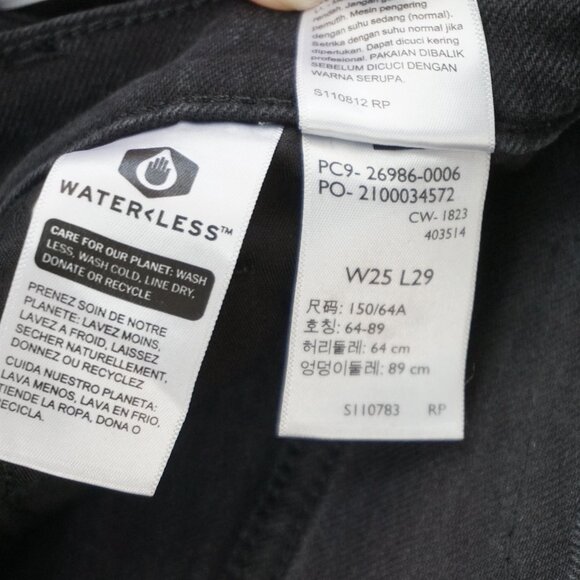 dengan suhu sedang (normal).
Setrika dengan suhu normal jika
diperlukan. Dapat dicuci kering
profesional. PAKAIAN DIBALIK
SEBELUM DICUCI DENGAN
WARNA SERUPA.
S110812 RP
WATER<LESS™
CARE FOR OUR PLANET: WASH
LESS, WASH COLD, LINE DRY,
DONATE OR RECYCLE
PRENEZ SOIN DE NOTRE
PLANETE: LAVEZ MOINS,
LAVEZ A FROID, LAISSEZ
SECHER NATURELLEMENT,
DONNEZ OU RECYCLEZ
CUIDA NUESTRO PLANETA:
LAVA MENOS, LAVA EN FRIO,
TIENDE LA ROPA, DONA O
ECICLA.
PC9- 26986-0006
PO- 2100034572
CW- 1823
403514
W25 L29
尺码: 150/64A
호칭: 64-89
허리둘레: 64 cm
엉덩이둘레: 89 cm
S110783 RP